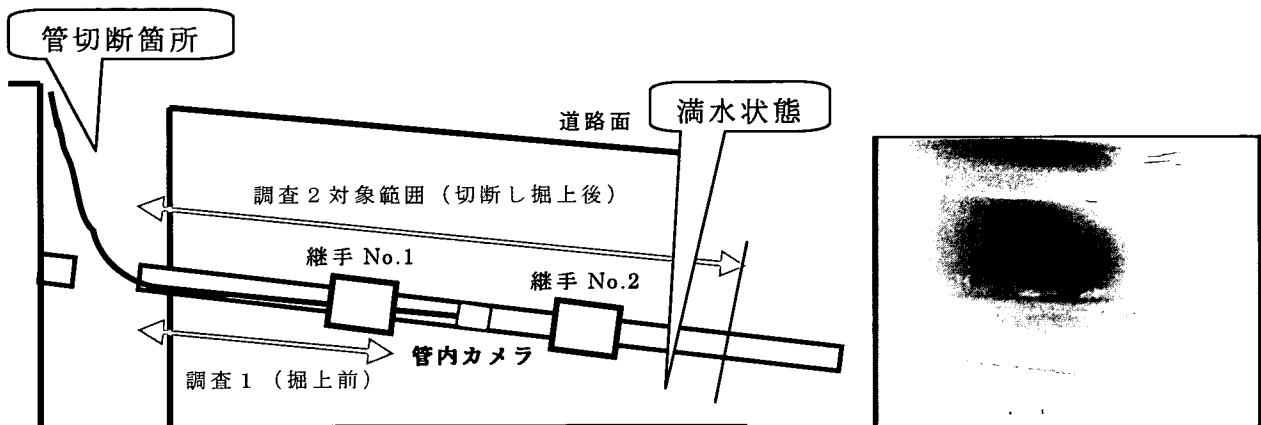 管切断箇所
満水状態
道路面
調査2対象範囲（切断し掘上後）
継手 No.1
継手 No.2
管内カメラ
調査1（掘上前）